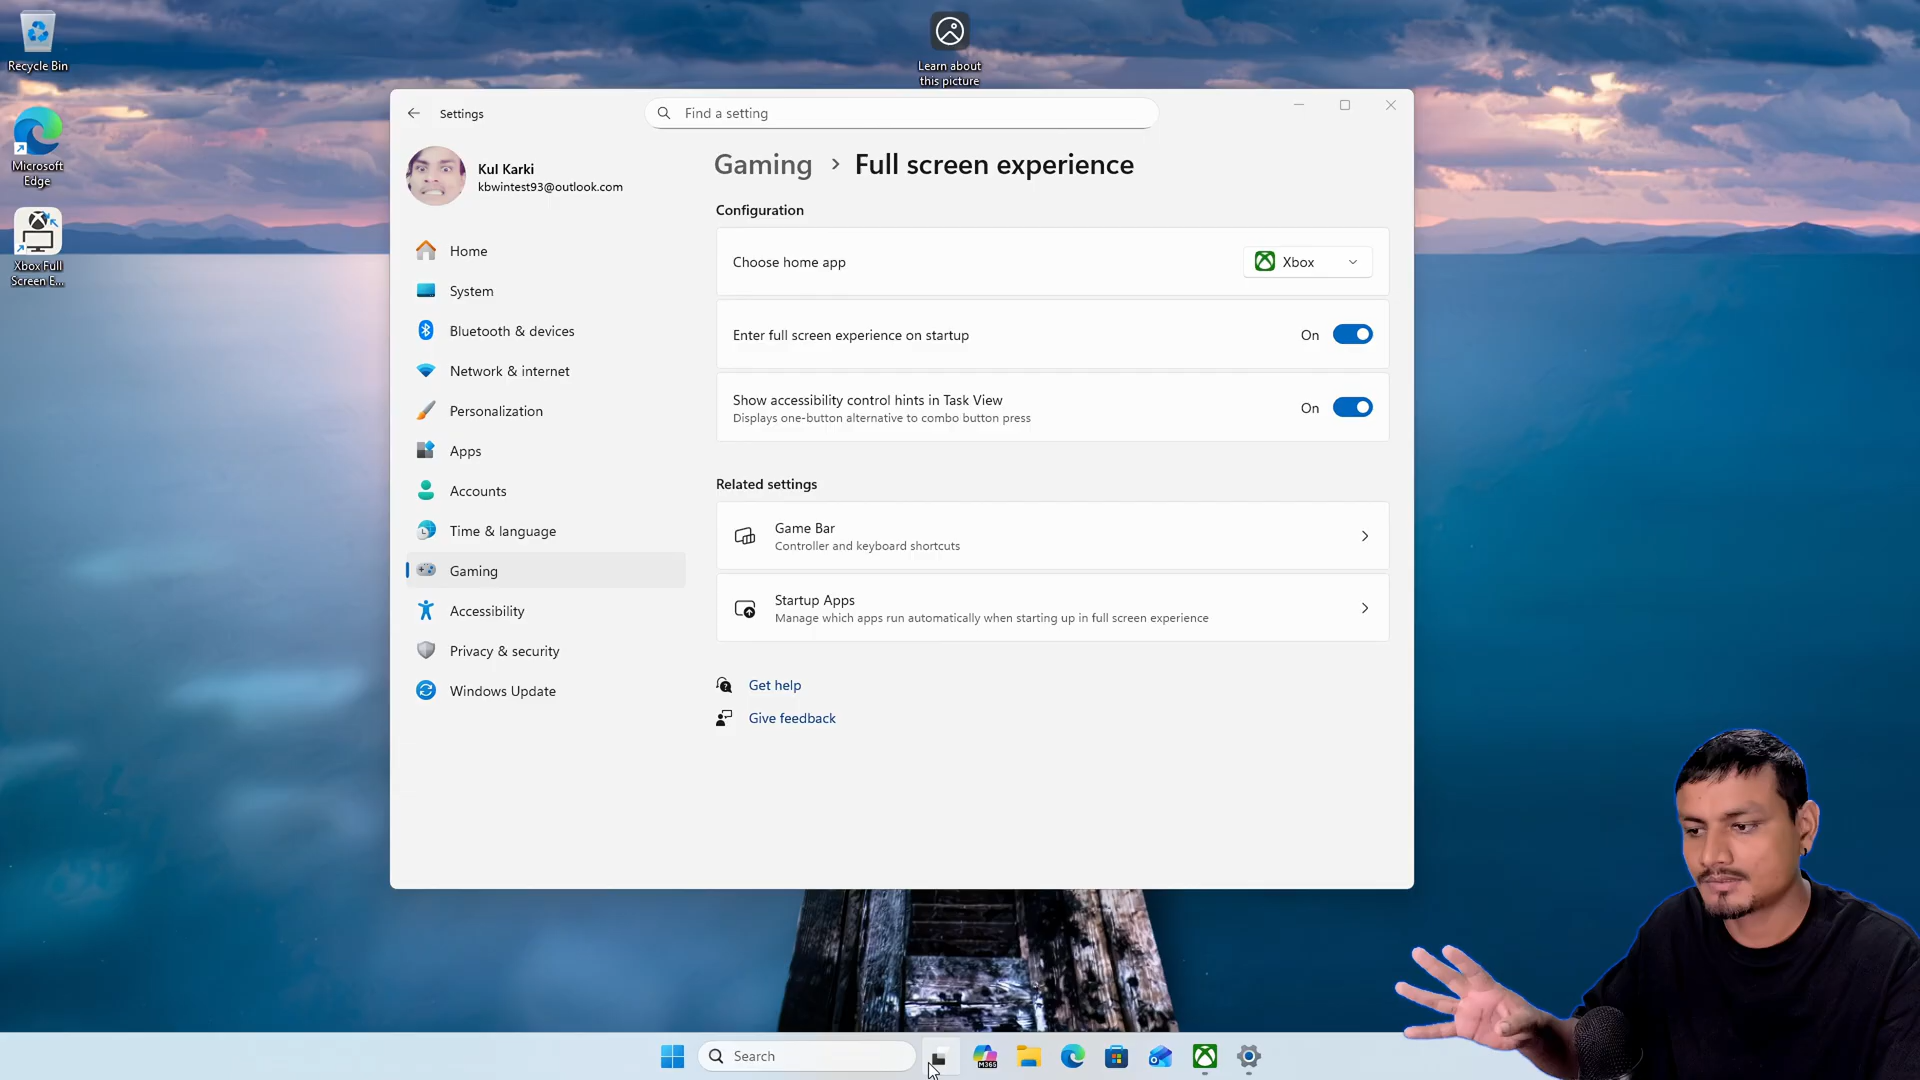 Recycle Bin
Learn about
this picture
Microsoft
Edge
Xbox Full
Screen E...
Settings
Find a setting
Kul Karki
kbwintest93@outlook.com
Home
System
Bluetooth & devices
Network & internet
Personalization
Apps
Accounts
Time & language
Gaming
Accessibility
Privacy & security
Windows Update
Gaming > Full screen experience
Configuration
Choose home app
Xbox
Enter full screen experience on startup
On
Show accessibility control hints in Task View
Displays one-button alternative to combo button press
On
Related settings
Game Bar
Controller and keyboard shortcuts
Startup Apps
Manage which apps run automatically when starting up in full screen experience
Get help
Give feedback
Search
M365